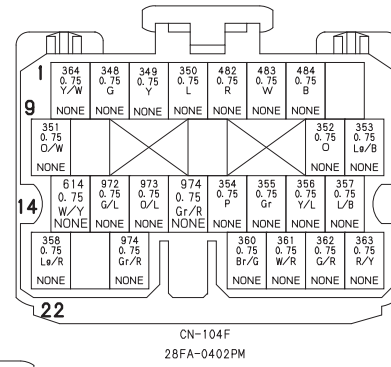 1
364 348 349 350 482 483 484
0.75 0.75 0.75 0.75 0.75 0.75 0.75
Y/W G Y L R W B
NONE NONE NONE NONE NONE NONE NONE
9
351 352 353
0.75 0.75 0.75
O/W O Lg/B
NONE NONE NONE
14
614 972 973 974 354 355 356 357
0.75 0.75 0.75 0.75 0.75 0.75 0.75 0.75
W/Y G/L O/L Gr/R P Gr Y/L L/B
NONE NONE NONE NONE NONE NONE NONE NONE
358 974 360 361 362 363
0.75 0.75 0.75 0.75 0.75 0.75
Lg/R Gr/R Br/G W/R G/R R/Y
NONE NONE NONE NONE NONE NONE
22
CN-104F
28FA-0402PM